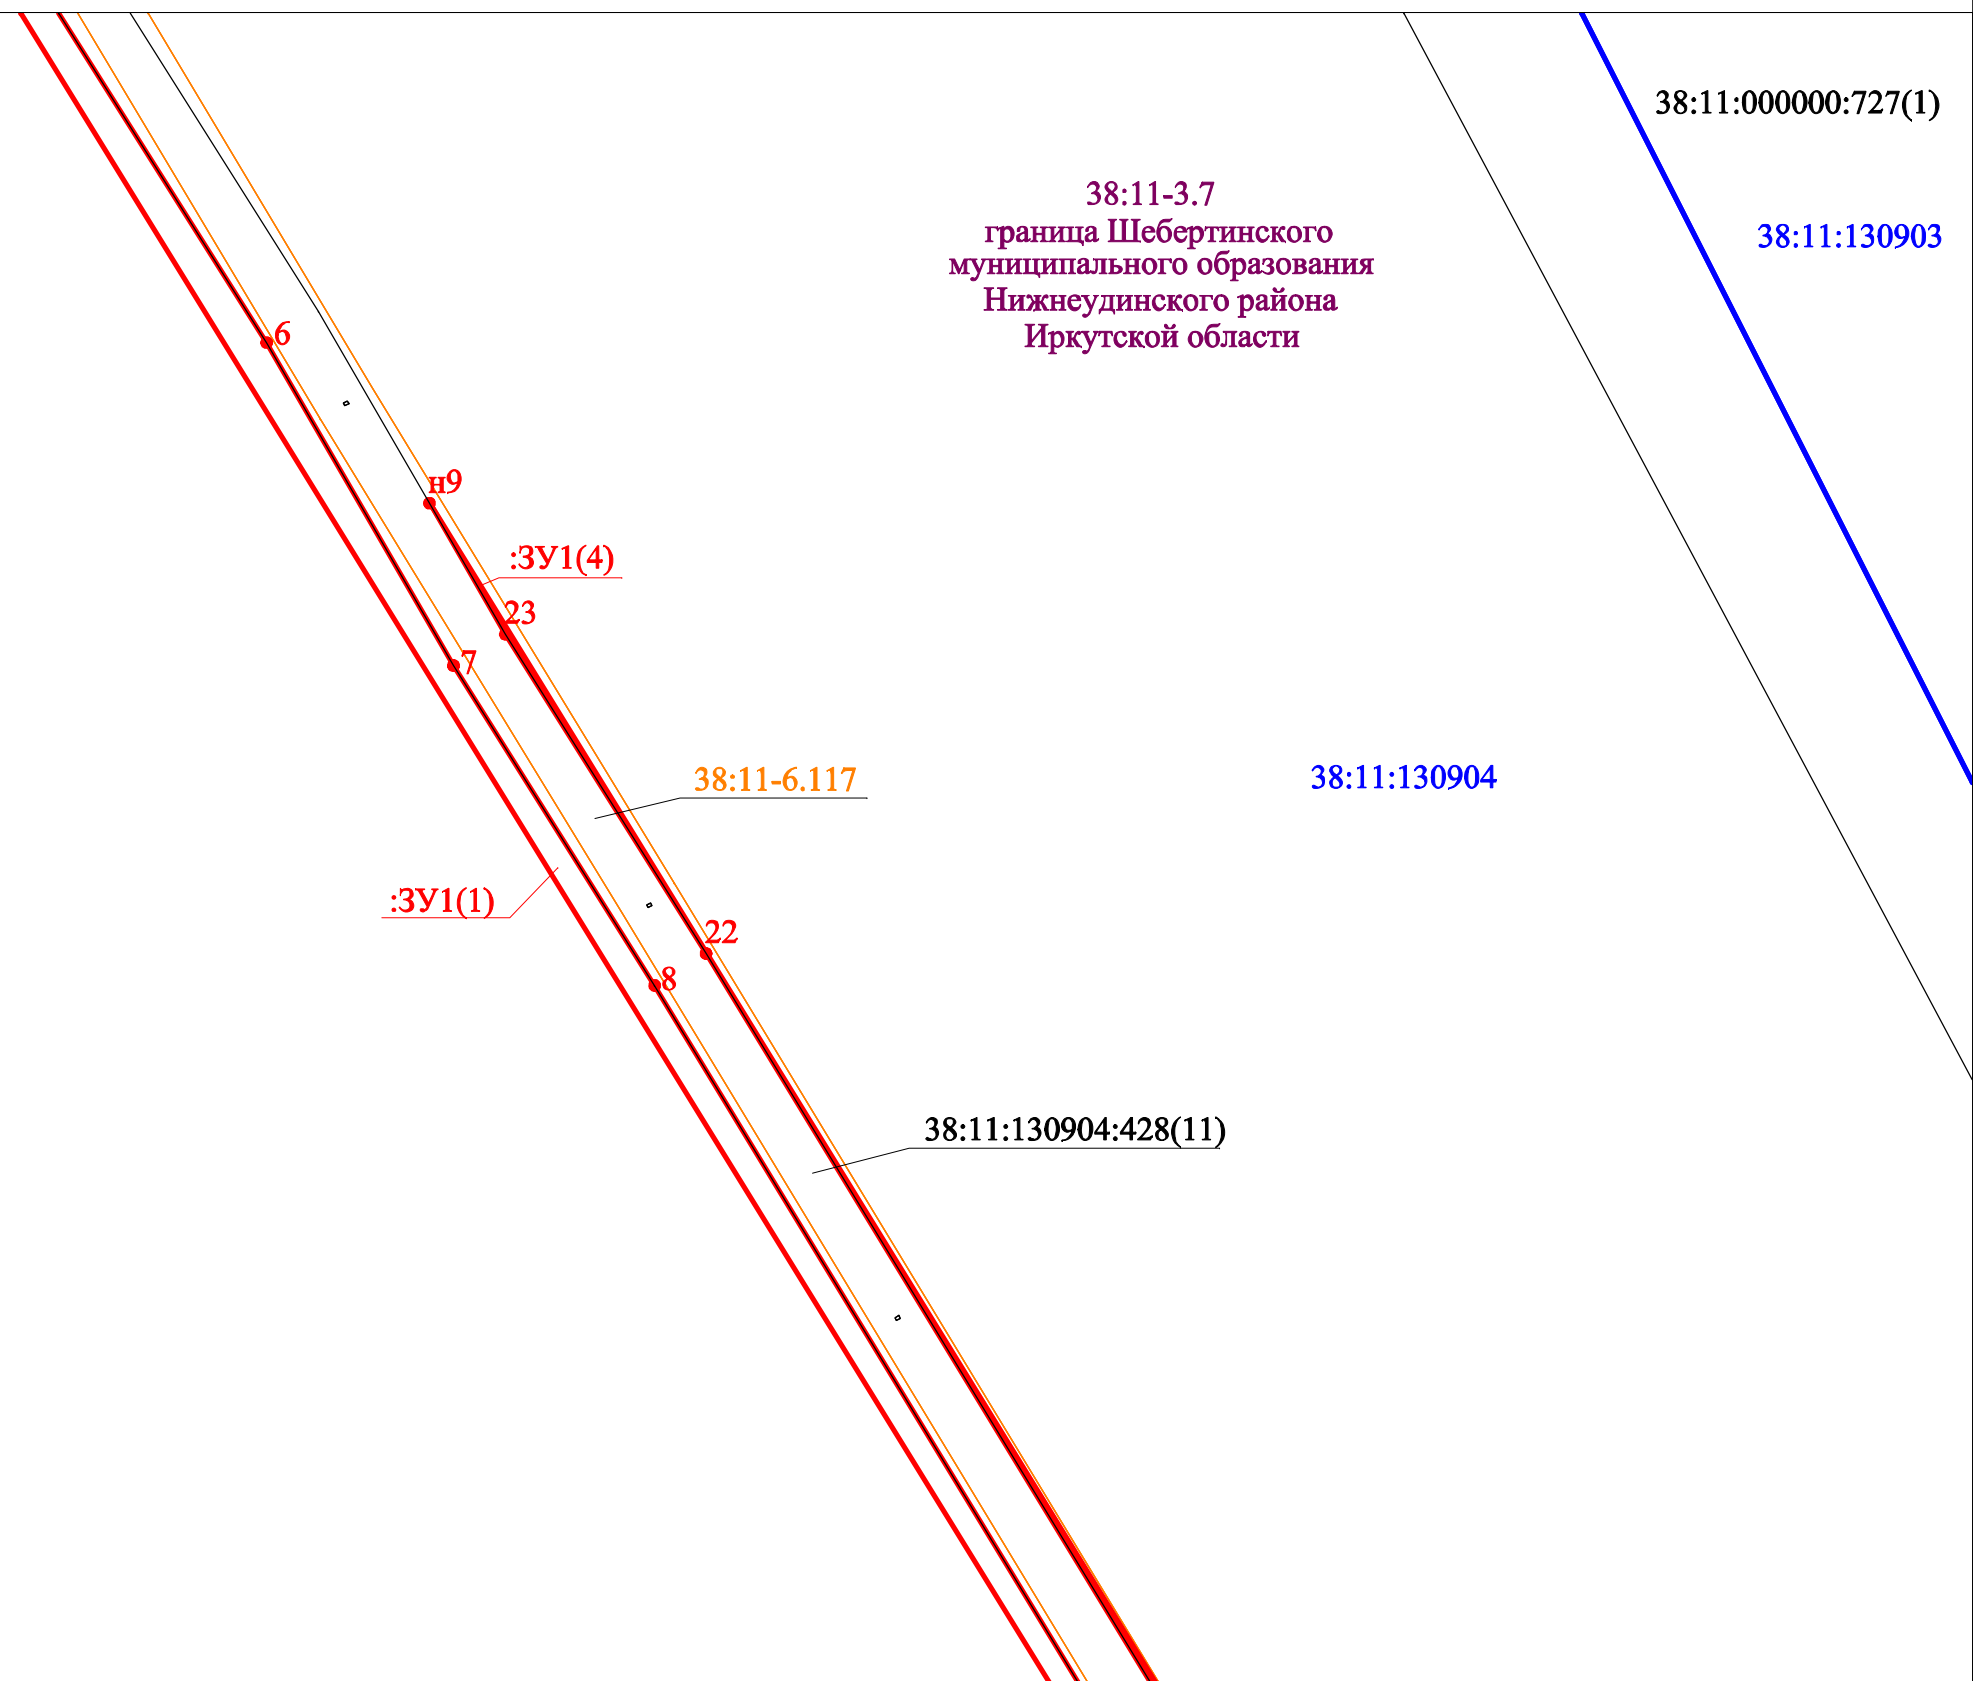 38:11:000000:727(1)
38:11-3.7
граница Шебертинского
муниципального образования
Нижнеудинского района
Иркутской области
38:11:130903
6
н9
:ЗУ1(4)
23
7
38:11-6.117
38:11:130904
:ЗУ1(1)
22
8
38:11:130904:428(11)